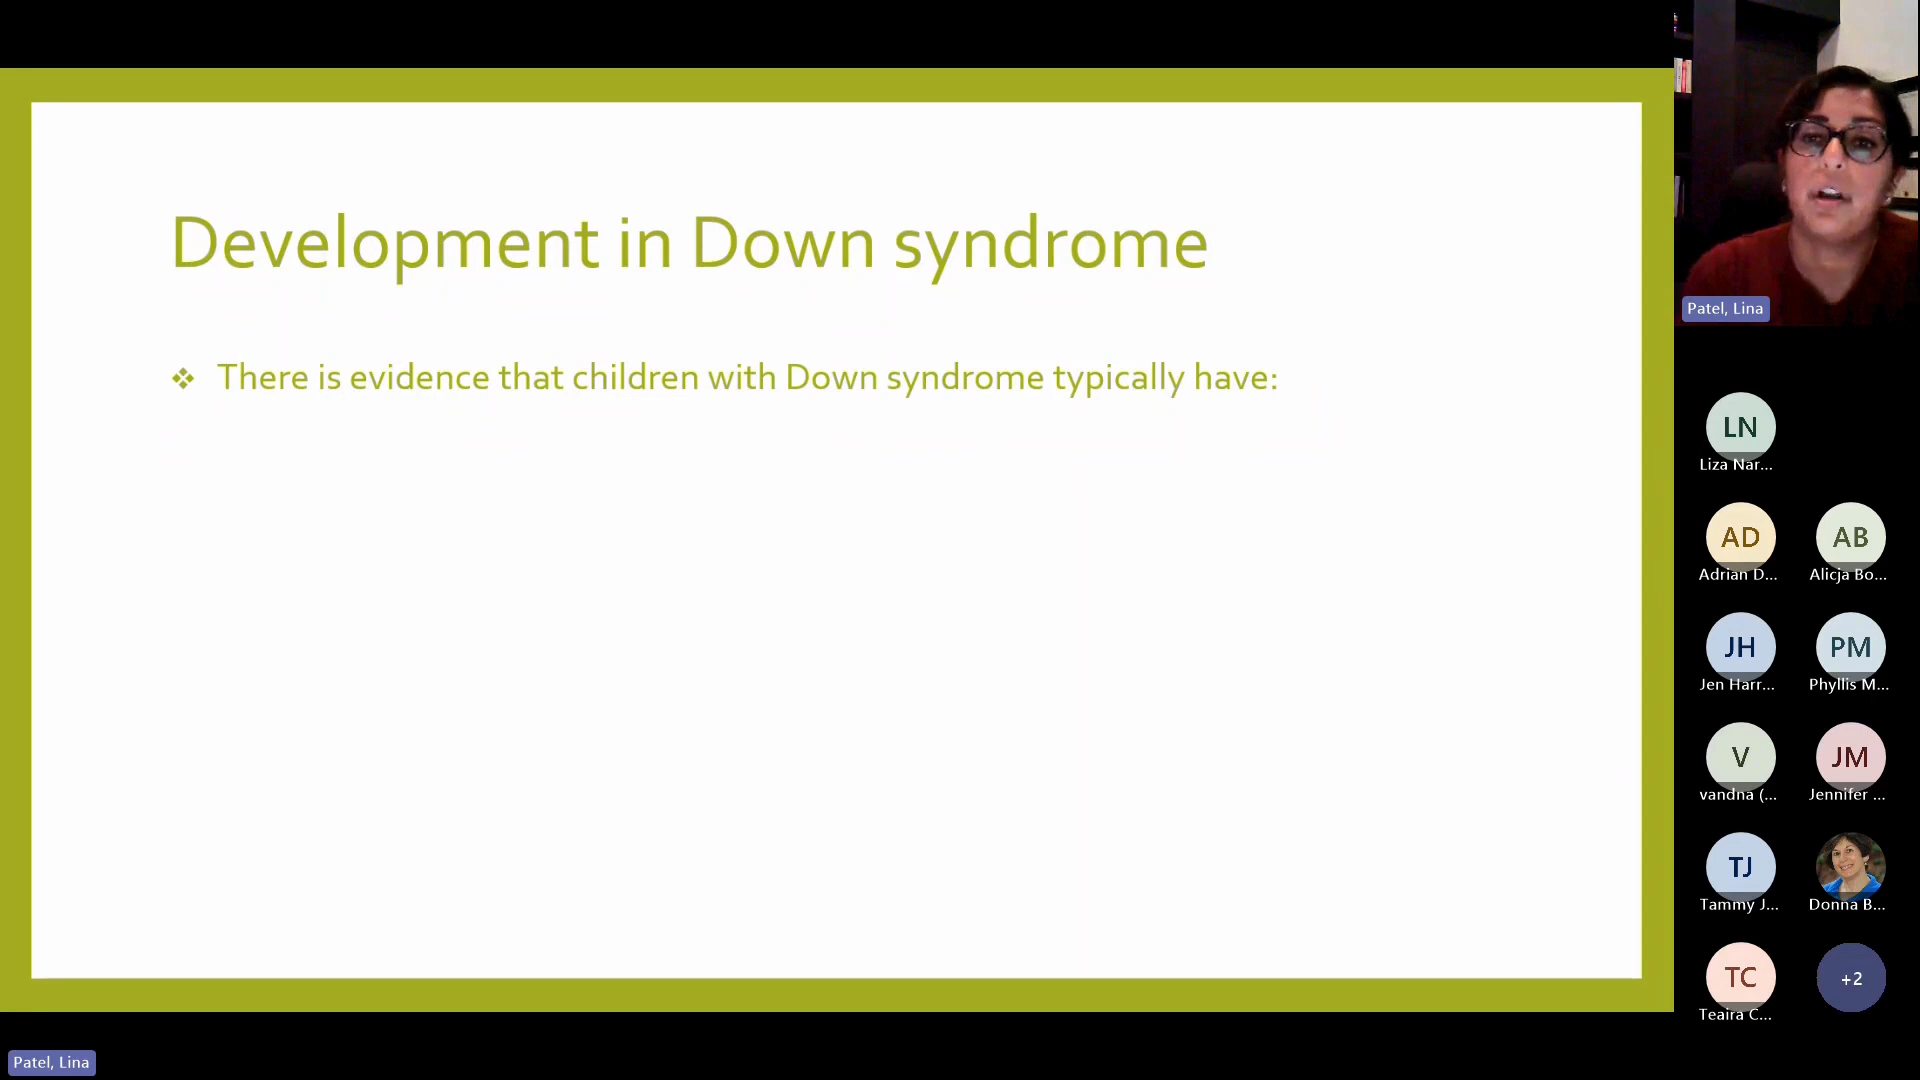 Development in Down syndrome
❖ There is evidence that children with Down syndrome typically have:
Patel, Lina
LN
Liza Nar...
AD
Adrian D...
AB
Alicja Bo...
JH
Jen Harr...
PM
Phyllis M...
V
vandna (...
JM
Jennifer ...
TJ
Tammy J...
Donna B...
TC
Teaira C...
+2
Patel, Lina